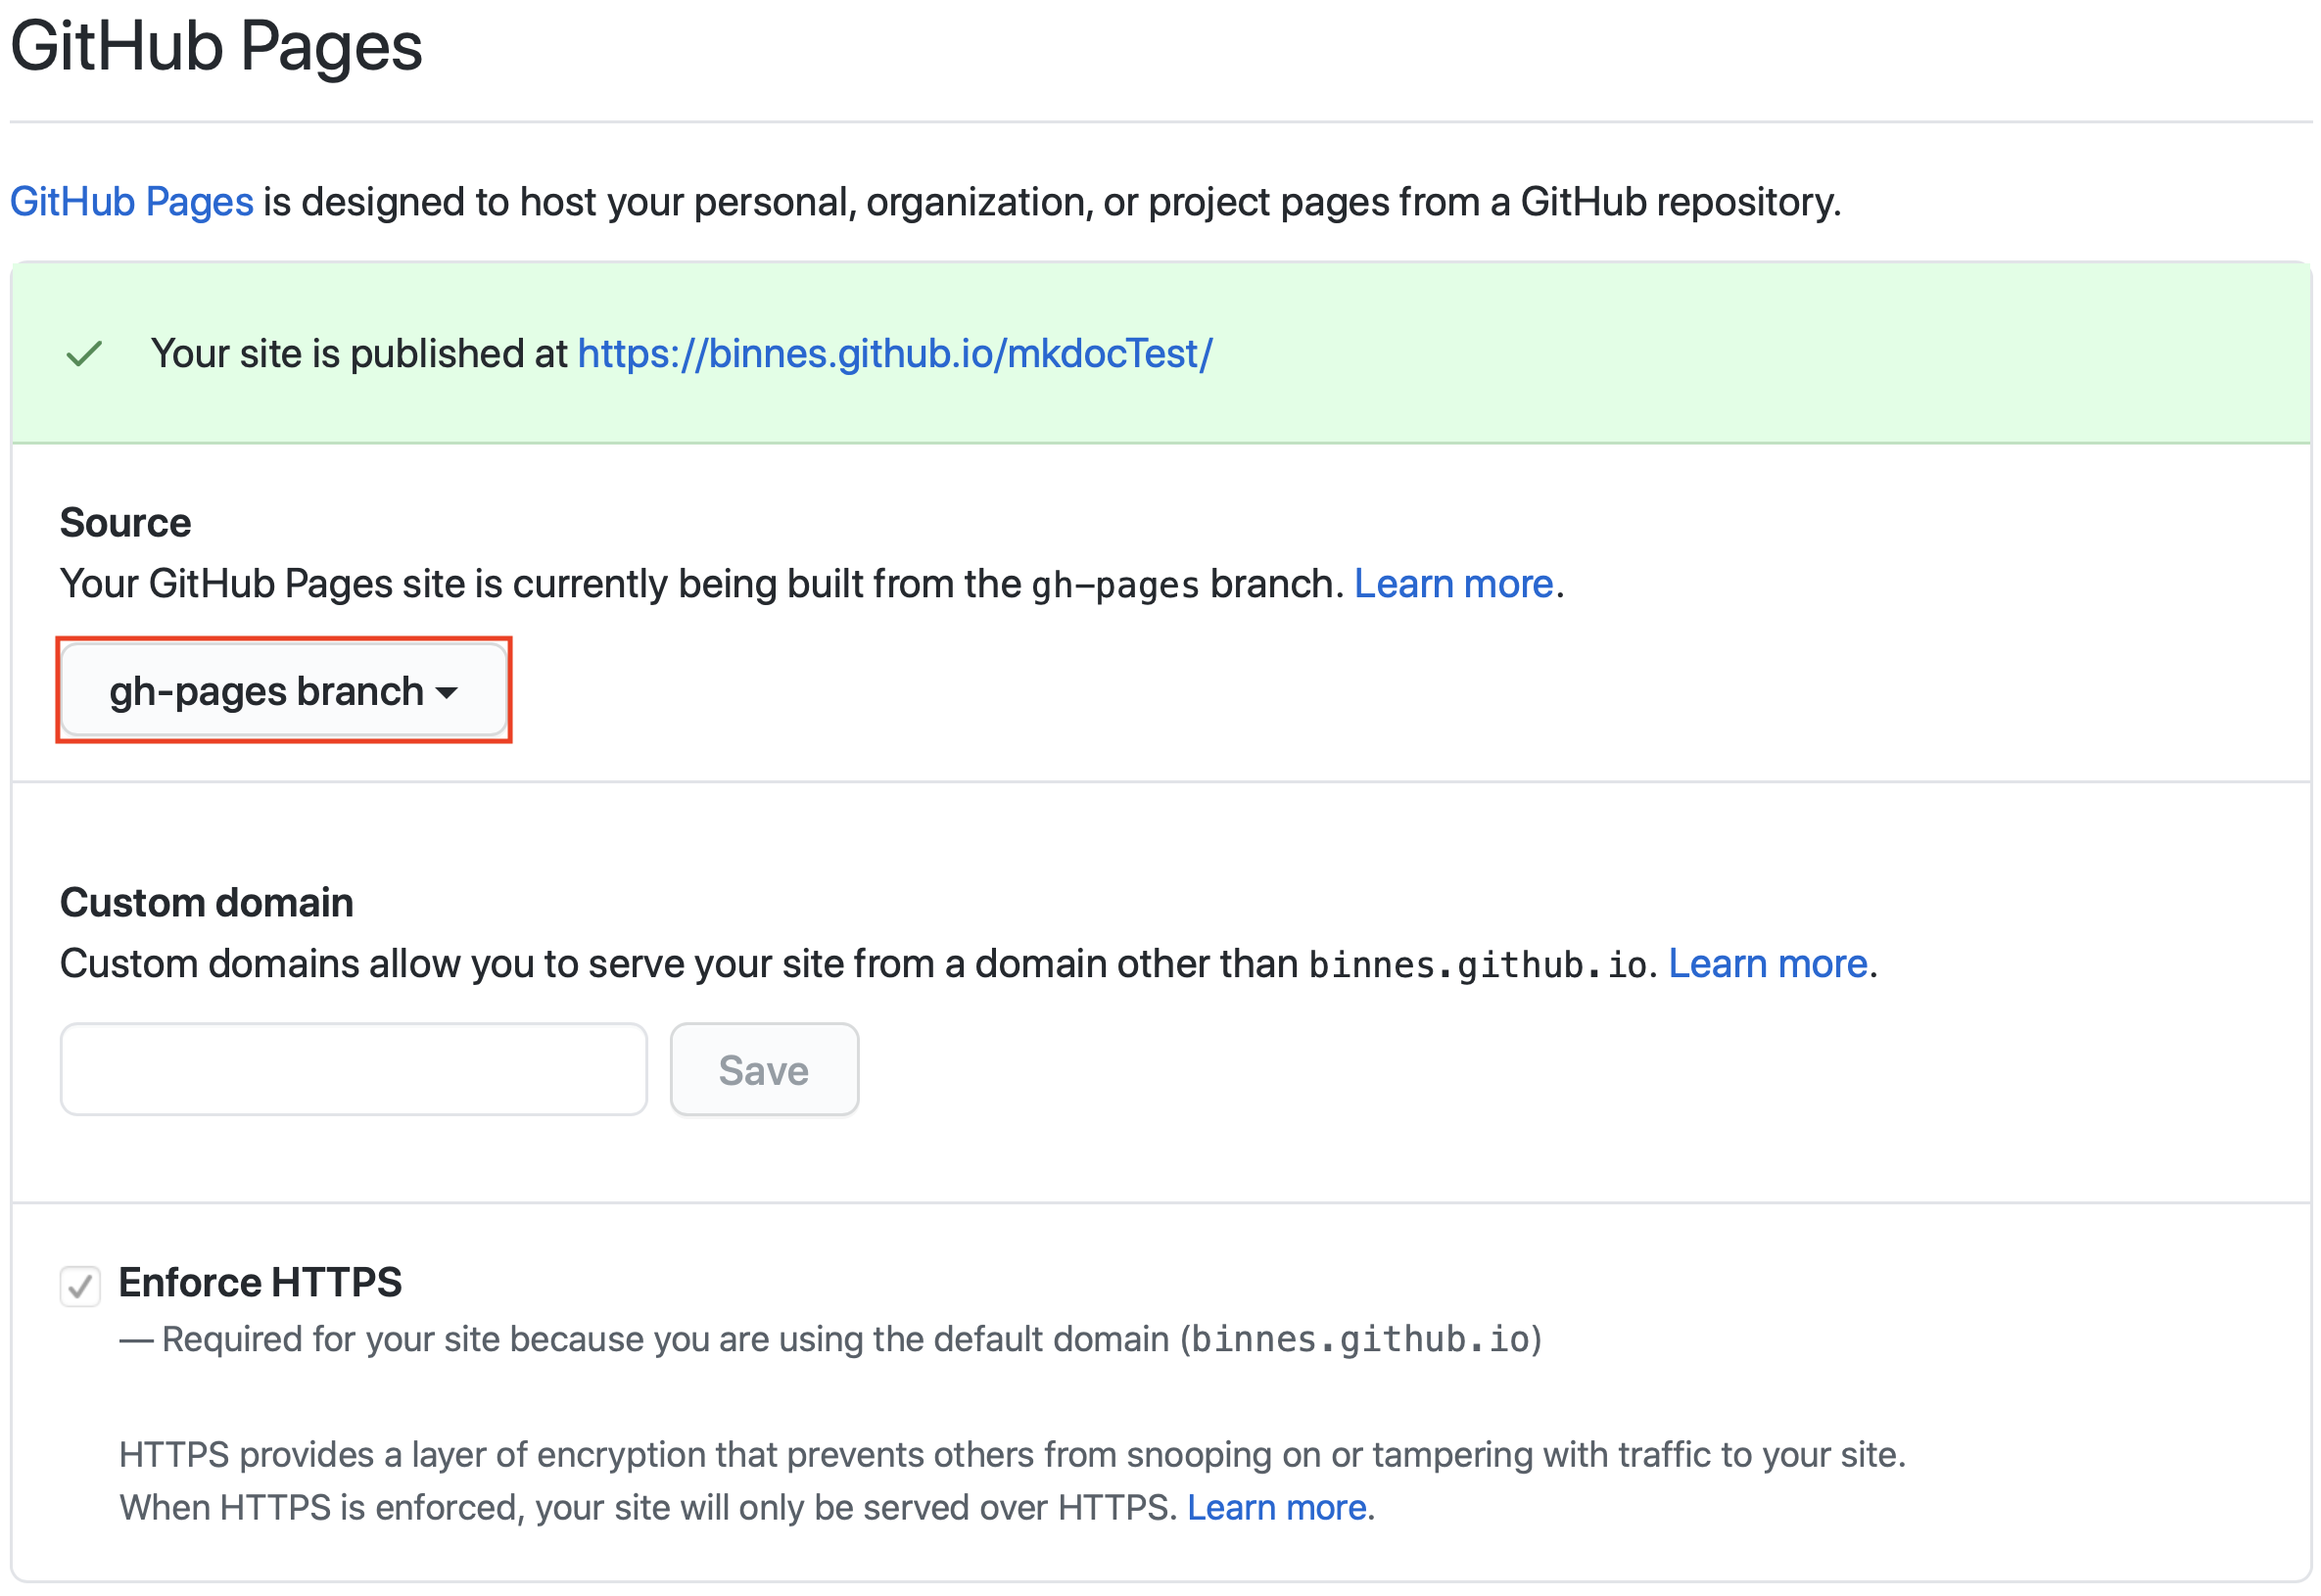 GitHub Pages
GitHub Pages is designed to host your personal, organization, or project pages from a GitHub repository.
Your site is published at https://binnes.github.io/mkdocTest/
Source
Your GitHub Pages site is currently being built from the gh-pages branch. Learn more.
gh-pages branch
Custom domain
Custom domains allow you to serve your site from a domain other than binnes.github.io. Learn more.
Save
Enforce HTTPS
— Required for your site because you are using the default domain (binnes.github.io)
HTTPS provides a layer of encryption that prevents others from snooping on or tampering with traffic to your site.
When HTTPS is enforced, your site will only be served over HTTPS. Learn more.